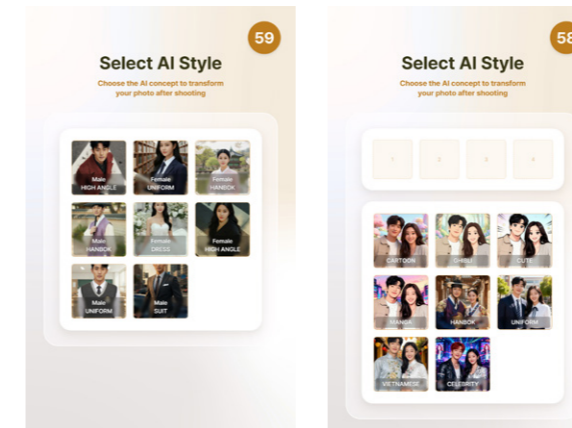 59
Select AI Style
Choose the AI concept to transform
your photo after shooting
Male
HIGH ANGLE
Female
UNIFORM
Female
HANBOK
Male
HANBOK
Female
DRESS
Female
HIGH ANGLE
Male
UNIFORM
Male
SUIT
58
Select AI Style
Choose the AI concept to transform
your photo after shooting
1
2
3
4
CARTOON
GHIBLI
CUTE
MANGA
HANBOK
UNIFORM
VIETNAMESE
CELEBRITY